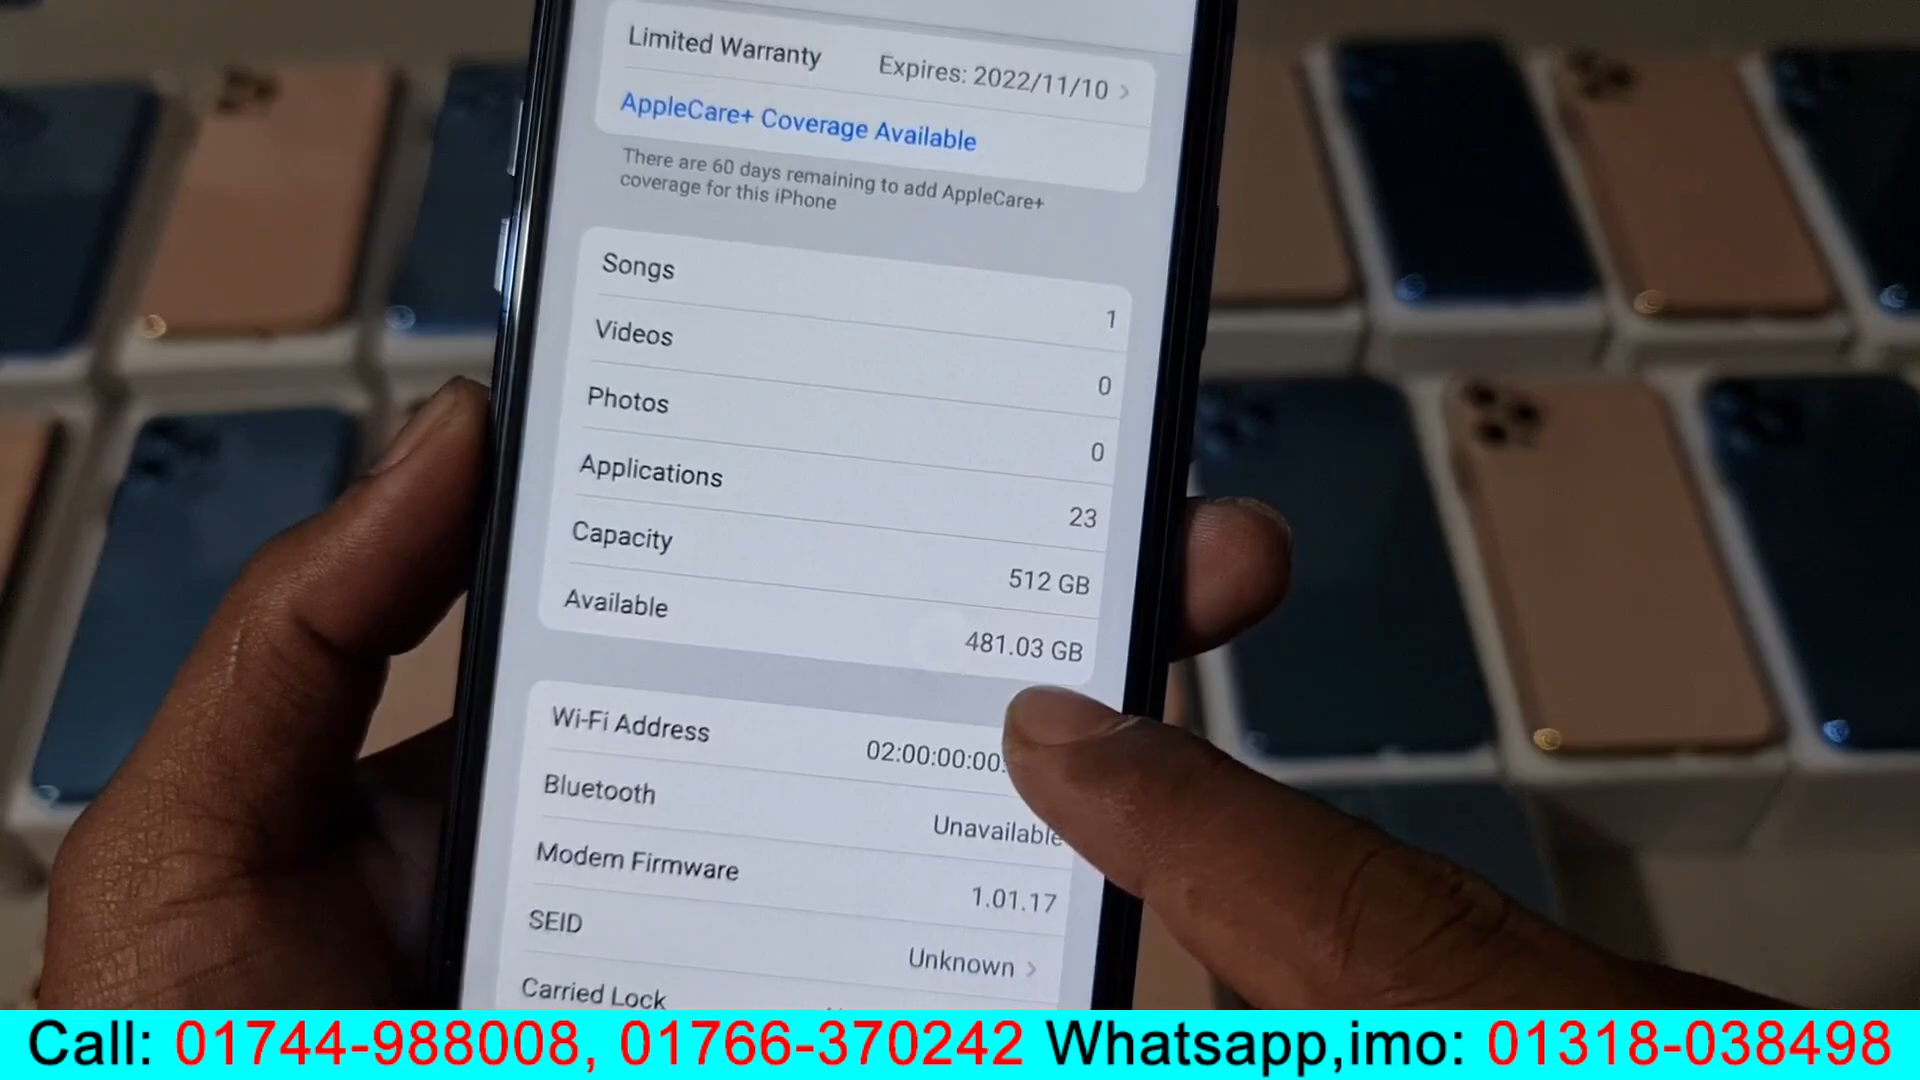 Limited Warranty Expires: 2022/11/10
AppleCare+ Coverage Available
There are 60 days remaining to add AppleCare+
coverage for this iPhone
Songs 1
Videos 0
Photos 0
Applications 23
Capacity 512 GB
Available 481.03 GB
Wi-Fi Address 02:00:00:00:
Bluetooth Unavailable
Modem Firmware 1.01.17
SEID Unknown
Carried Lock
Call: 01744-988008, 01766-370242 Whatsapp,imo: 01318-038498